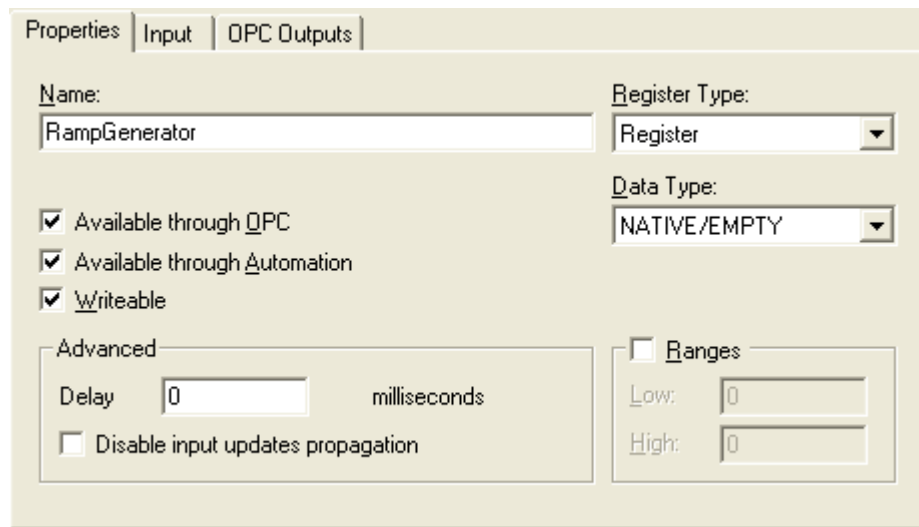 Properties Input OPC Outputs
Name: Register Type:
RampGenerator Register
Data Type:
Available through OPC NATIVE/EMPTY
Available through Automation
Writeable
Advanced Ranges
Delay 0 milliseconds Low: 0
Disable input updates propagation High: 0